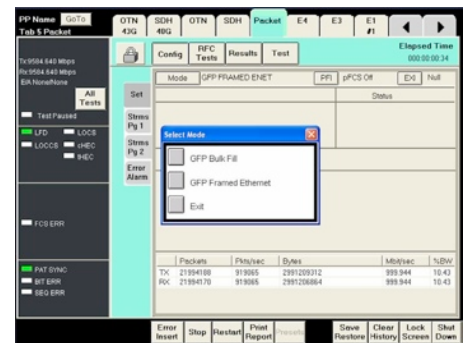 PP Name GoTo
Tab 5 Packet
OTN 43G
SDH 40G
OTN
SDH
Packet
E4
E3
E1 #1
Tx:9584.640 Mbps
Rx:9584.640 Mbps
E/A None/None
All Tests
Test Paused
LFD LOCS
LOCCS cHEC
tHEC
FCS ERR
PAT SYNC
BIT ERR
SEQ ERR
Config
RFC Tests
Results
Test
Elapsed Time
000:00:00:34
Mode GFP FRAMED ENET PFI pFCS Off EXI Null
Set
Strms Pg 1
Strms Pg 2
Error Alarm
Status
Select Mode
GFP Bulk Fill
GFP Framed Ethernet
Exit
Packets Pkts/sec Bytes Mbit/sec %BW
TX 21994188 919065 2991209312 999.944 10.43
RX 21994170 919065 2991206864 999.944 10.43
Error Insert
Stop
Restart
Print Report
Presets
Save Restore
Clear History
Lock Screen
Shut Down